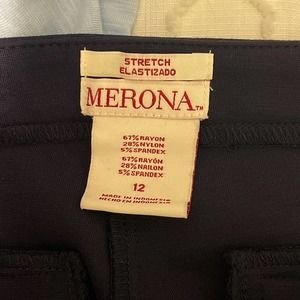 STRETCH
ELASTIZADO
MERONA™
67% RAYON
28% NYLON
5% SPANDEX
67% RAYÓN
28% NAILON
5% SPANDEX
12
MADE IN INDONESIA
HECHO EN INDONESIA